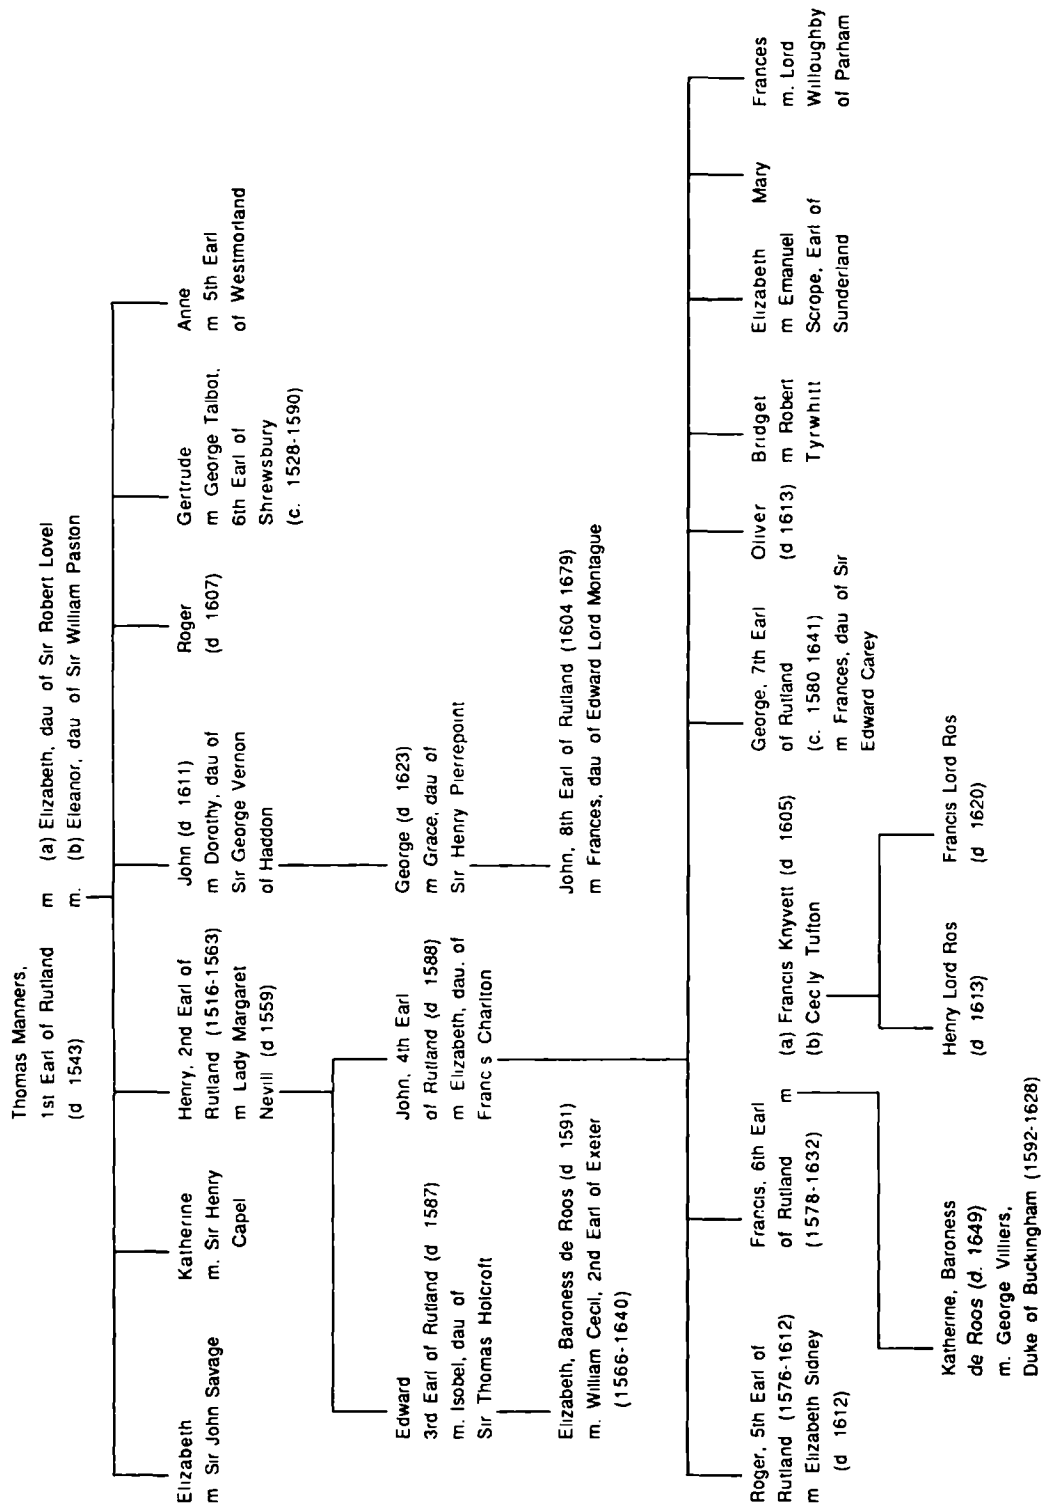 Thomas Manners,
1st Earl of Rutland
(d 1543)
m (a) Elizabeth, dau of Sir Robert Lovel
m. (b) Eleanor, dau of Sir William Paston
Elizabeth
m Sir John Savage
Katherine
m. Sir Henry
Capel
Henry, 2nd Earl of
Rutland (1516-1563)
m Lady Margaret
Nevill (d 1559)
John (d 1611)
m Dorothy, dau of
Sir George Vernon
of Haddon
Roger
(d 1607)
Gertrude
m George Talbot,
6th Earl of
Shrewsbury
(c. 1528-1590)
Anne
m 5th Earl
of Westmorland
Edward
3rd Earl of Rutland (d 1587)
m. Isobel, dau of
Sir Thomas Holcroft
John, 4th Earl
of Rutland (d 1588)
m Elizabeth, dau. of
Francis Charlton
George (d 1623)
m Grace, dau of
Sir Henry Pierrepoint
Elizabeth, Baroness de Roos (d 1591)
m. William Cecil, 2nd Earl of Exeter
(1566-1640)
John, 8th Earl of Rutland (1604 1679)
m Frances, dau of Edward Lord Montague
Roger, 5th Earl of
Rutland (1576-1612)
m Elizabeth Sidney
(d 1612)
Francis, 6th Earl
of Rutland
(1578-1632)
m
(a) Francis Knyvett (d 1605)
(b) Cecily Tufton
George, 7th Earl
of Rutland
(c. 1580 1641)
m Frances, dau of Sir
Edward Carey
Oliver
(d 1613)
Bridget
m Robert
Tyrwhitt
Elizabeth
m Emanuel
Scrope, Earl of
Sunderland
Mary
Frances
m. Lord
Willoughby
of Parham
Katherine, Baroness
de Roos (d. 1649)
m. George Villiers,
Duke of Buckingham (1592-1628)
Henry Lord Ros
(d 1613)
Francis Lord Ros
(d 1620)